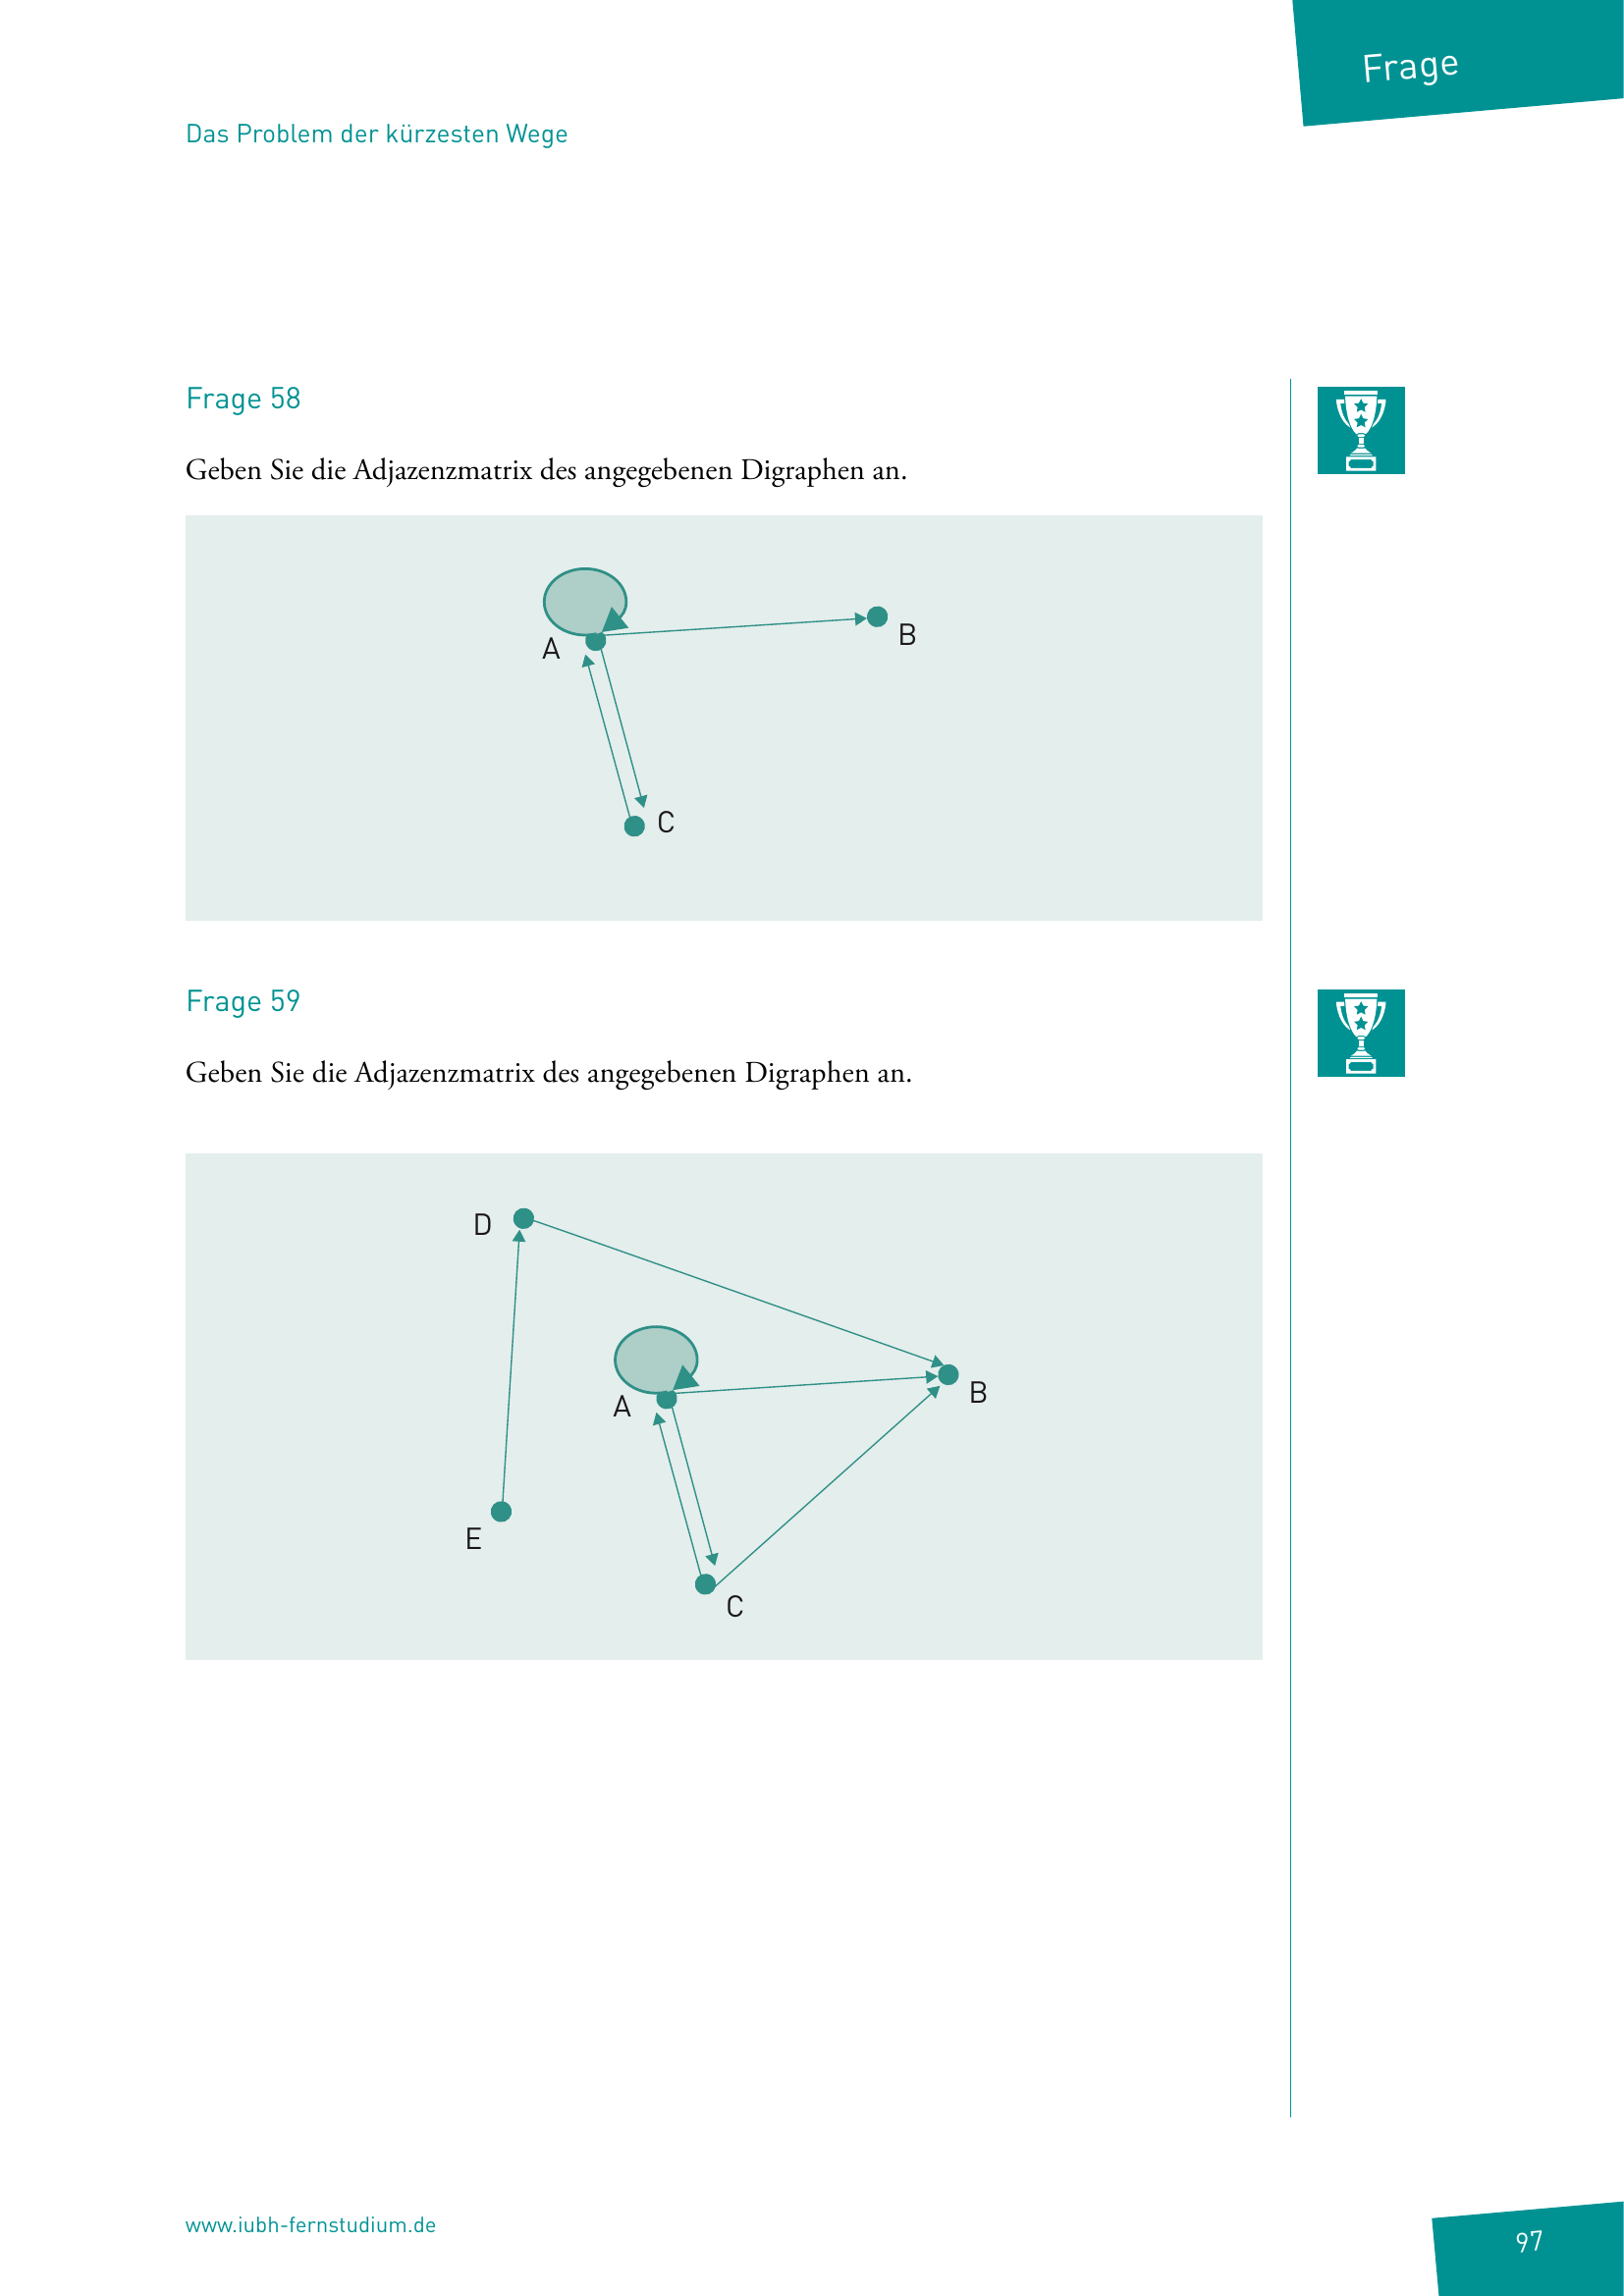 Frage
Das Problem der kürzesten Wege
Frage 58
Geben Sie die Adjazenzmatrix des angegebenen Digraphen an.
A
B
C
Frage 59
Geben Sie die Adjazenzmatrix des angegebenen Digraphen an.
D
A
B
E
C
www.iubh-fernstudium.de
97